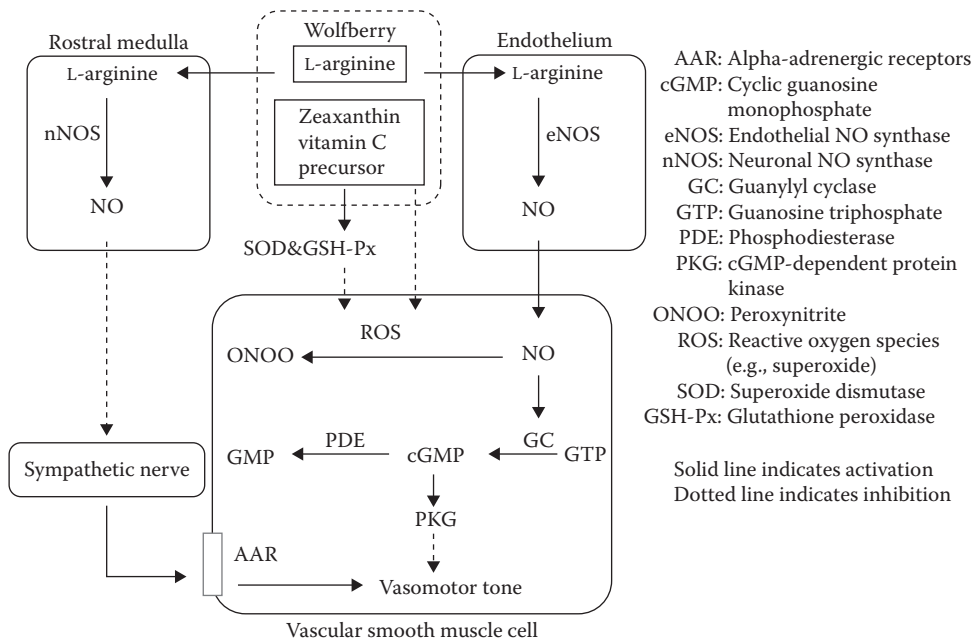 Wolfberry
Rostral medulla
Endothelium
L-arginine
L-arginine
L-arginine
nNOS
Zeaxanthin
vitamin C
precursor
eNOS
NO
NO
SOD&GSH-Px
ROS
ONOO
NO
GC
PDE
GMP
cGMP
GTP
Sympathetic nerve
PKG
AAR
Vasomotor tone
Vascular smooth muscle cell
AAR: Alpha-adrenergic receptors
cGMP: Cyclic guanosine
monophosphate
eNOS: Endothelial NO synthase
nNOS: Neuronal NO synthase
GC: Guanylyl cyclase
GTP: Guanosine triphosphate
PDE: Phosphodiesterase
PKG: cGMP-dependent protein
kinase
ONOO: Peroxynitrite
ROS: Reactive oxygen species
(e.g., superoxide)
SOD: Superoxide dismutase
GSH-Px: Glutathione peroxidase
Solid line indicates activation
Dotted line indicates inhibition